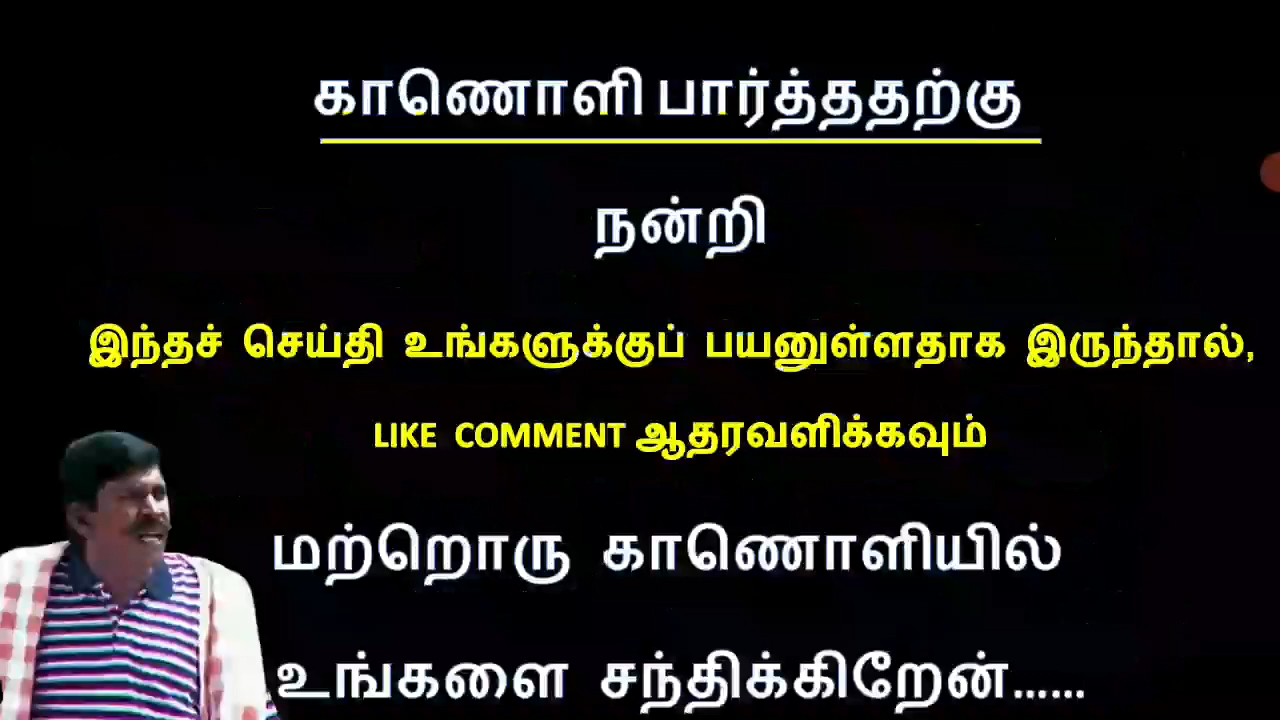 காணொளி பார்த்ததற்கு
நன்றி
இந்தச் செய்தி உங்களுக்குப் பயனுள்ளதாக இருந்தால்,
LIKE COMMENT ஆதரவளிக்கவும்
மற்றொரு காணொளியில்
உங்களை சந்திக்கிறேன்......